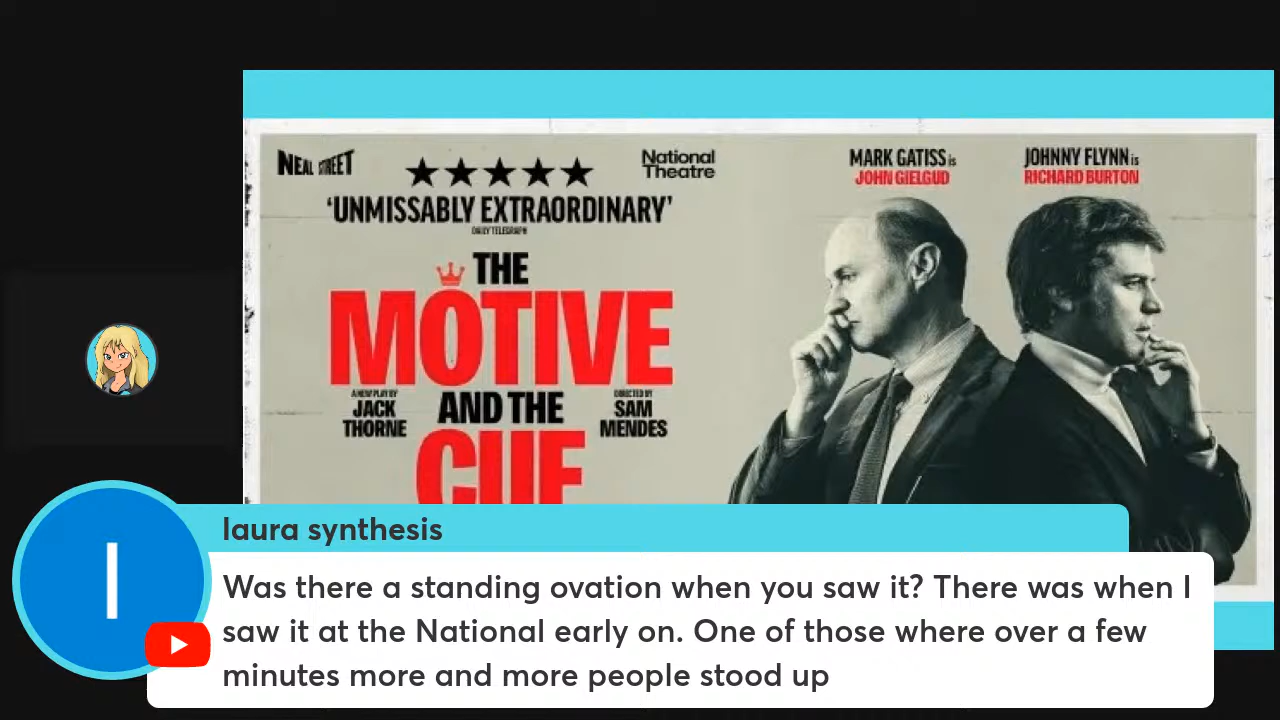 NEAL STREET
★★★★★
'UNMISSABLY EXTRAORDINARY'
DAILY TELEGRAPH
National
Theatre
MARK GATISS is
JOHN GIELGUD
JOHNNY FLYNN is
RICHARD BURTON
THE
MOTIVE
AND THE
CUE
A NEW PLAY BY
JACK
THORNE
DIRECTED BY
SAM
MENDES
l
laura synthesis
Was there a standing ovation when you saw it? There was when I
saw it at the National early on. One of those where over a few
minutes more and more people stood up